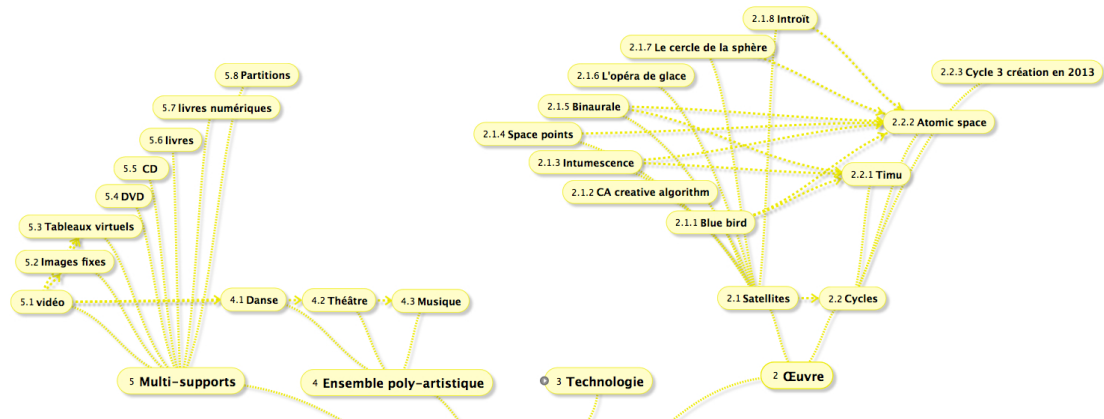 2.1.8 Introït
2.1.7 Le cercle de la sphère
5.8 Partitions
2.1.6 L'opéra de glace
2.2.3 Cycle 3 création en 2013
5.7 livres numériques
2.1.5 Binaurale
2.2.2 Atomic space
2.1.4 Space points
5.6 livres
2.1.3 Intumescence
5.5 CD
2.2.1 Timu
2.1.2 CA creative algorithm
5.4 DVD
2.1.1 Blue bird
5.3 Tableaux virtuels
5.2 Images fixes
5.1 vidéo
4.1 Danse
4.2 Théâtre
4.3 Musique
2.1 Satellites
2.2 Cycles
5 Multi-supports
4 Ensemble poly-artistique
3 Technologie
2 Œuvre